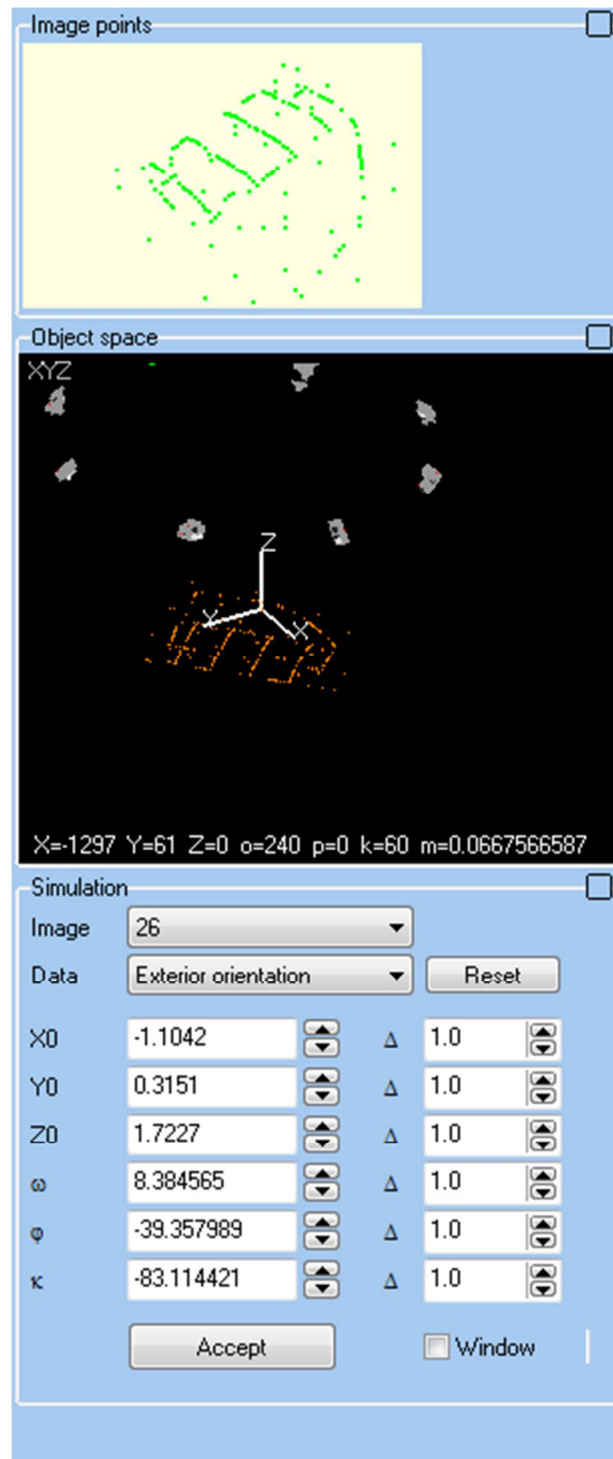 Image points
Object space
XYZ
Z
Y X
X=-1297 Y=61 Z=0 o=240 p=0 k=60 m=0.0667566587
Simulation
Image 26
Data Exterior orientation Reset
X0 -1.1042 Δ 1.0
Y0 0.3151 Δ 1.0
Z0 1.7227 Δ 1.0
ω 8.384565 Δ 1.0
φ -39.357989 Δ 1.0
κ -83.114421 Δ 1.0
Accept Window